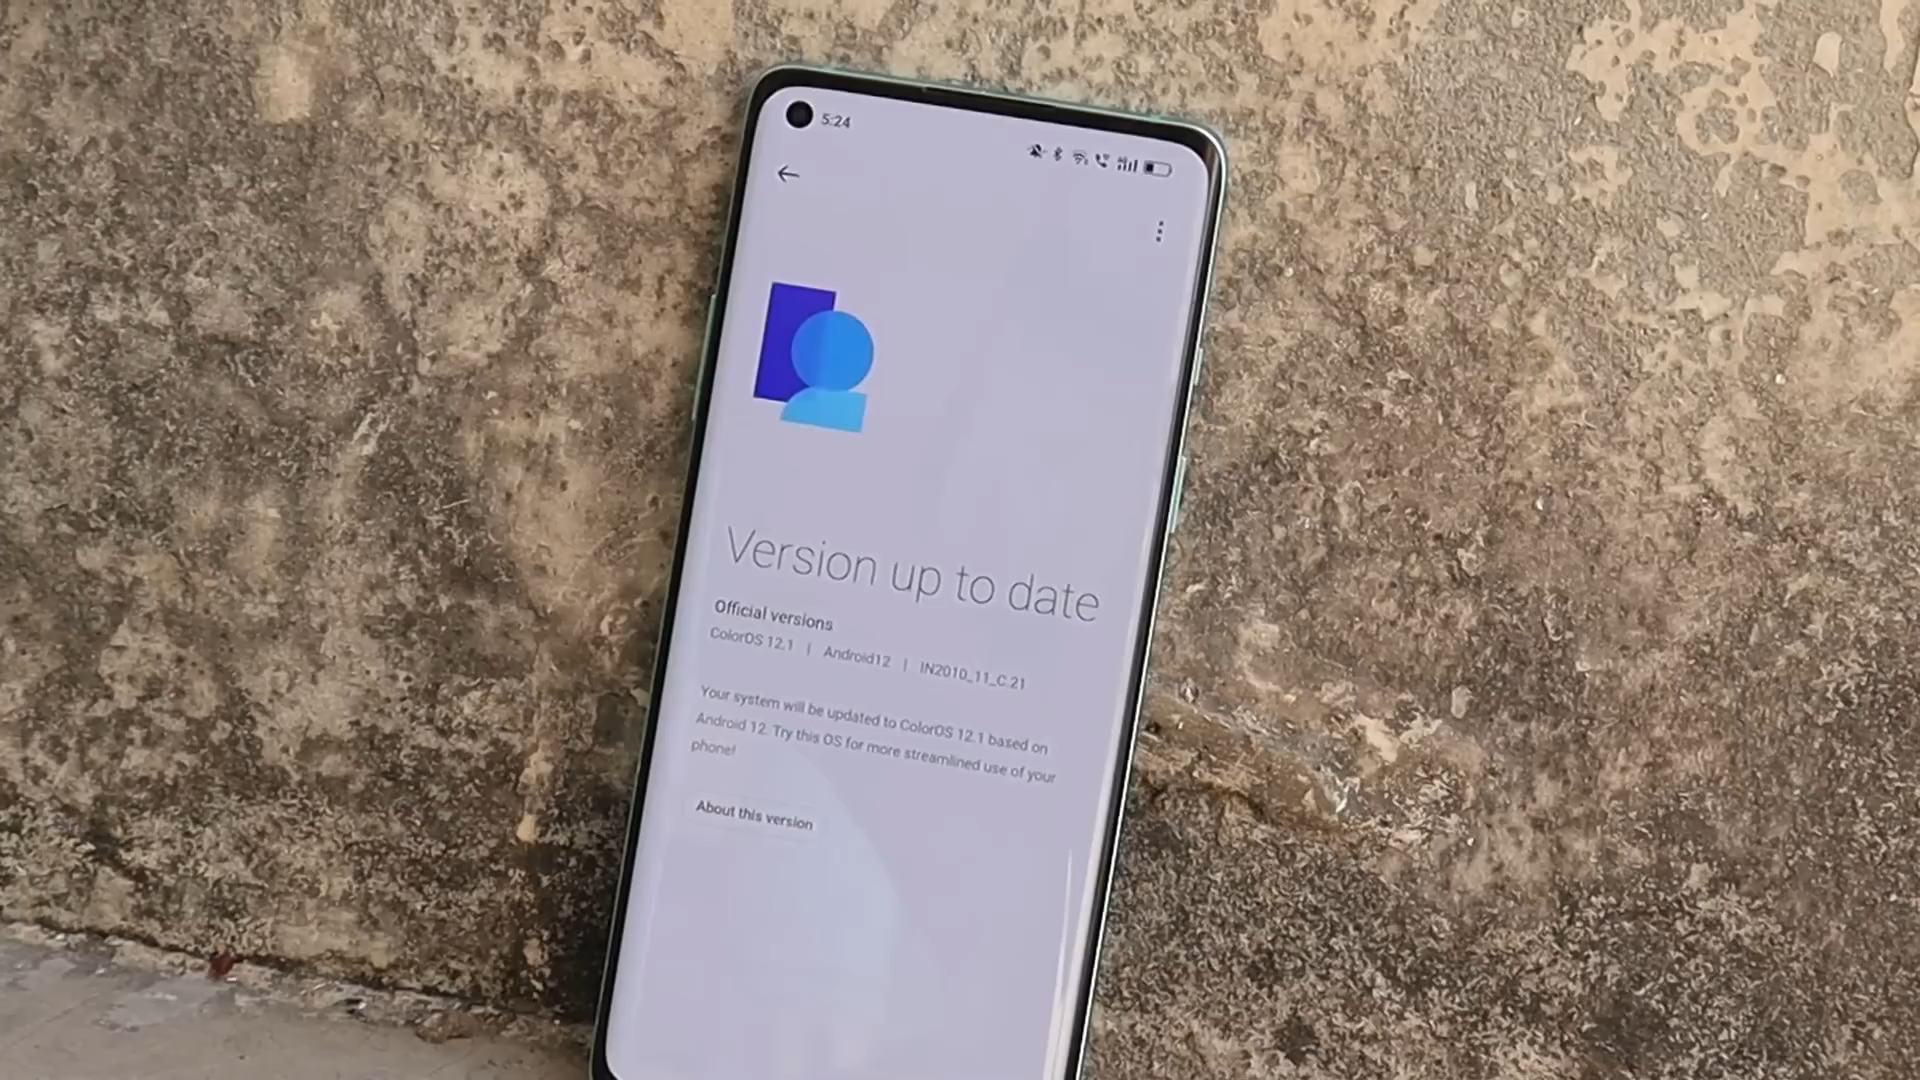 5:24
Version up to date
Official versions
ColorOS 12.1 | Android12 | IN2010_11_C.21
Your system will be updated to ColorOS 12.1 based on
Android 12. Try this OS for more streamlined use of your
phone!
About this version